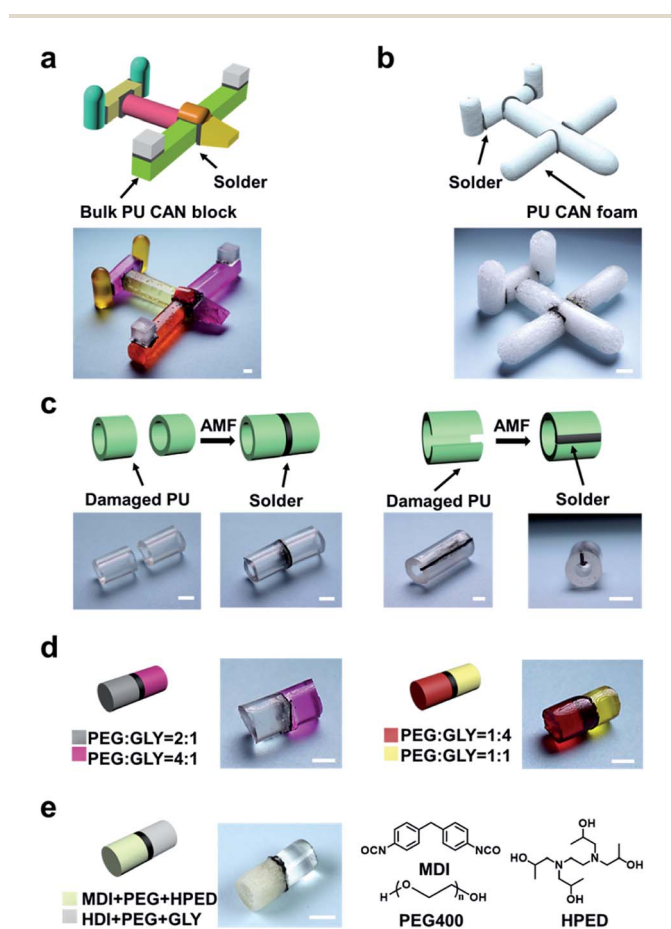 a
b
Solder
Bulk PU CAN block
Solder
PU CAN foam
c
AMF
AMF
Damaged PU
Solder
Damaged PU
Solder
d
PEG:GLY=2:1
PEG:GLY=4:1
PEG:GLY=1:4
PEG:GLY=1:1
e
MDI+PEG+HPED
HDI+PEG+GLY
OCN
NCO
MDI
H
O
n
OH
PEG400
OH
HO
N
N
OH
OH
HPED